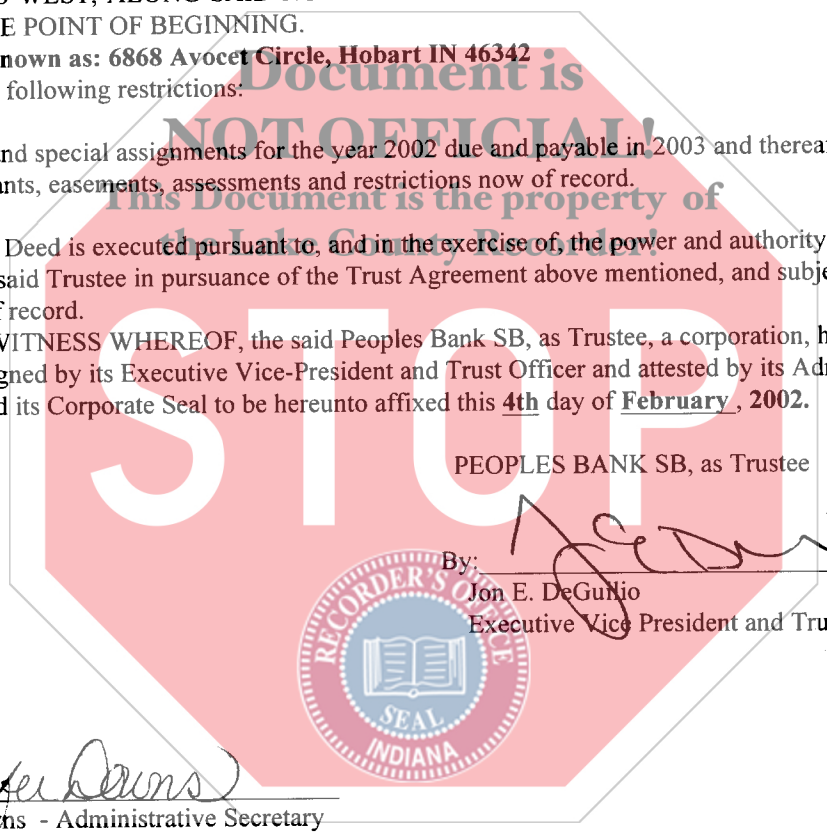 WEST, ALONG SAID
E POINT OF BEGINNING.
nown as: 6868 Avocet Circle, Hobart IN 46342
following restrictions:
Document is
NOT OFFICIAL!
nd special assignments for the year 2002 due and payable in 2003 and therea
nts, easements, assessments and restrictions now of record.
This Document is the property of
the Lake County Recorder!
Deed is executed pursuant to, and in the exercise of, the power and authority
said Trustee in pursuance of the Trust Agreement above mentioned, and subje
f record.
WITNESS WHEREOF, the said Peoples Bank SB, as Trustee, a corporation, h
gned by its Executive Vice-President and Trust Officer and attested by its Adr
d its Corporate Seal to be hereunto affixed this 4th day of February , 2002.
STOP
PEOPLES BANK SB, as Trustee
By:
Jon E. DeGuilio
Executive Vice President and Tru
RECORDER'S OFFICE
SEAL
INDIANA
Downs
ns - Administrative Secretary